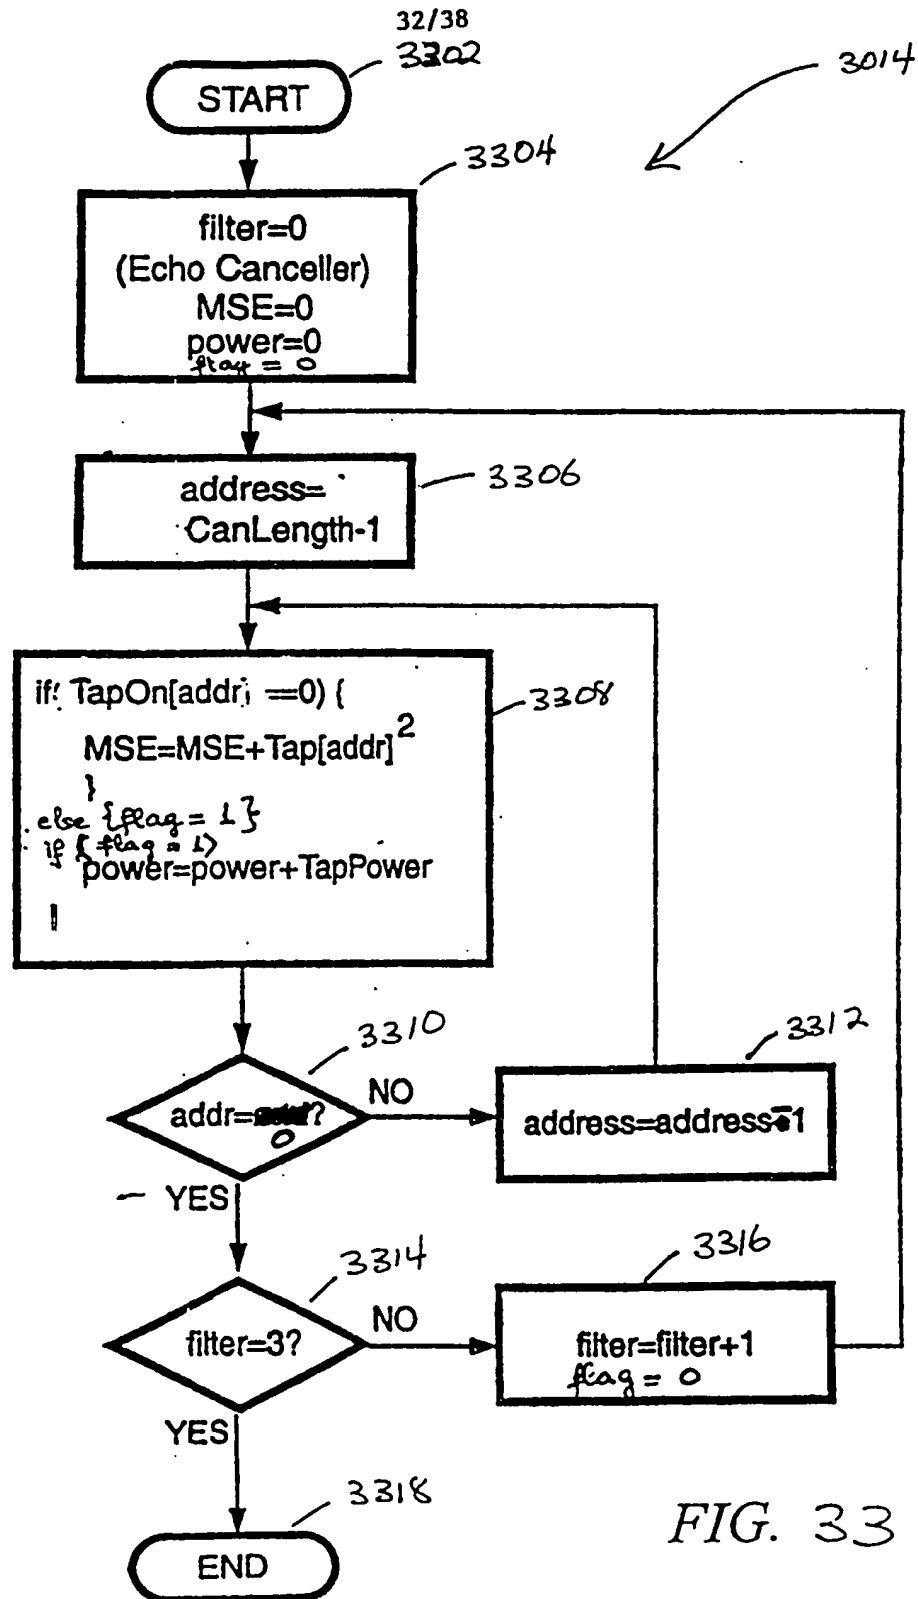 32/38
3302
START
3014
3304
filter=0
(Echo Canceller)
MSE=0
power=0
flag = 0
3306
address=
CanLength-1
3308
if TapOn[addr] ==0) {
MSE=MSE+Tap[addr]²
}
else {flag = 1}
if (flag = 1)
power=power+TapPower
3310
addr= 0?
NO
3312
address=address-1
YES
3314
filter=3?
NO
3316
filter=filter+1
flag = 0
YES
3318
END
FIG. 33